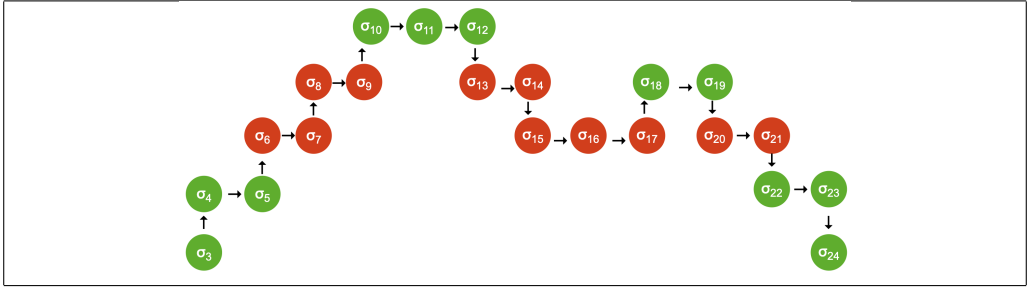 σ₁₀ σ₁₁ σ₁₂
σ₈ σ₉ σ₁₃ σ₁₄ σ₁₈ σ₁₉
σ₆ σ₇ σ₁₅ σ₁₆ σ₁₇ σ₂₀ σ₂₁
σ₄ σ₅ σ₂₂ σ₂₃
σ₃ σ₂₄